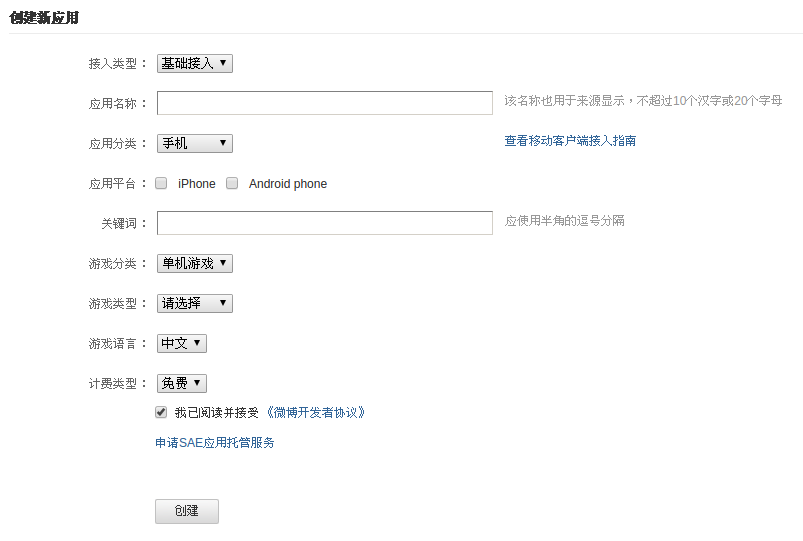 创建新应用
接入类型： 基础接入 ▼
应用名称： 该名称也用于来源显示，不超过10个汉字或20个字母
应用分类： 手机 ▼ 查看移动客户端接入指南
应用平台： iPhone Android phone
关键词： 应使用半角的逗号分隔
游戏分类： 单机游戏 ▼
游戏类型： 请选择 ▼
游戏语言： 中文 ▼
计费类型： 免费 ▼
我已阅读并接受 《微博开发者协议》
申请SAE应用托管服务
创建